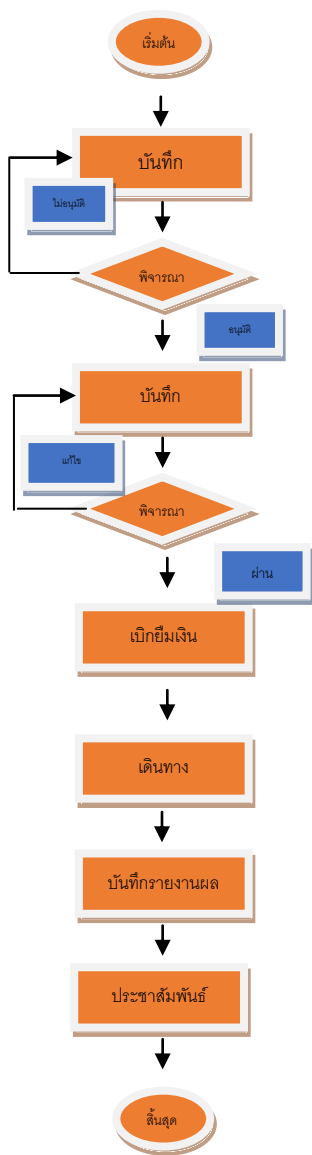 เริ่มต้น
บันทึก
ไม่อนุมัติ
พิจารณา
อนุมัติ
บันทึก
แก้ไข
พิจารณา
ผ่าน
เบิกยืมเงิน
เดินทาง
บันทึกรายงานผล
ประชาสัมพันธ์
สิ้นสุด